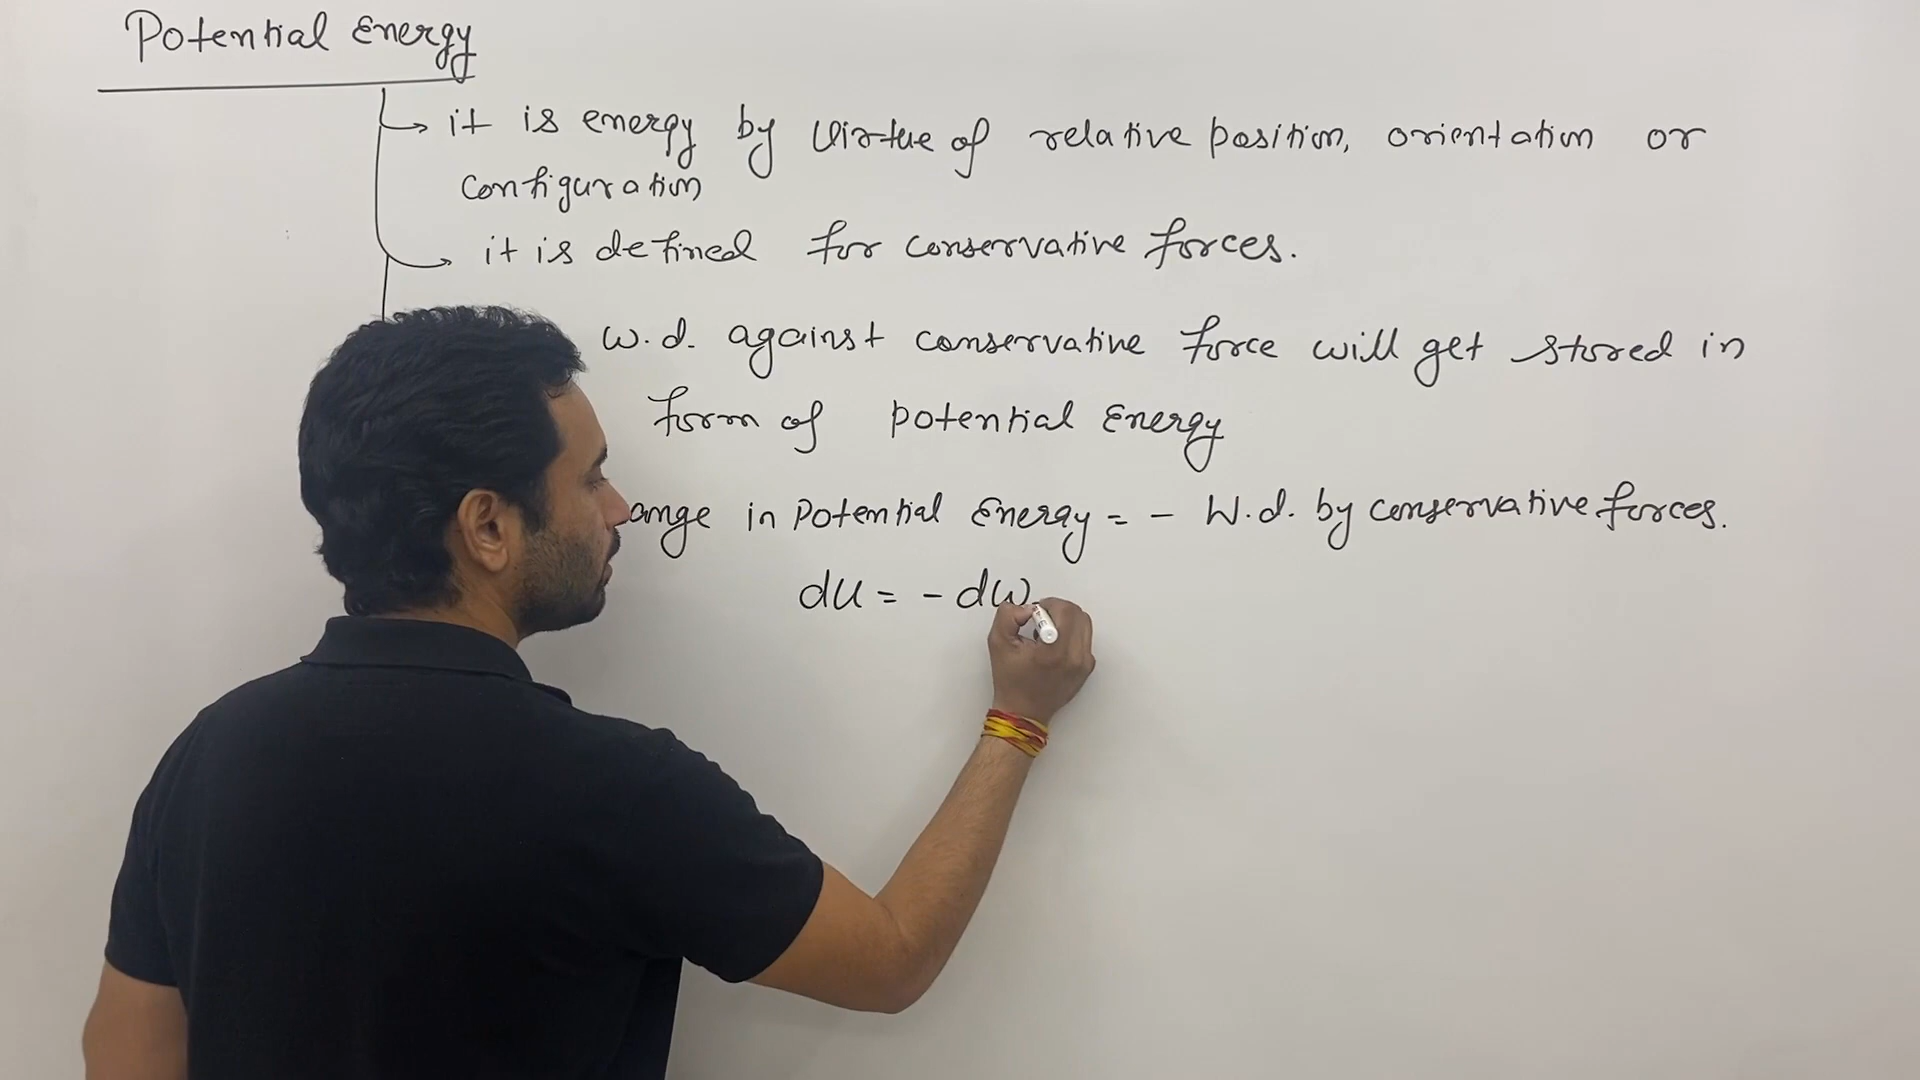 Potential Energy
it is energy by virtue of relative position, orientation or
configuration
it is defined for conservative forces.
W.d. against conservative force will get stored in
form of potential Energy
ange in Potential Energy = - W.d. by conservative forces.
dU = - dW